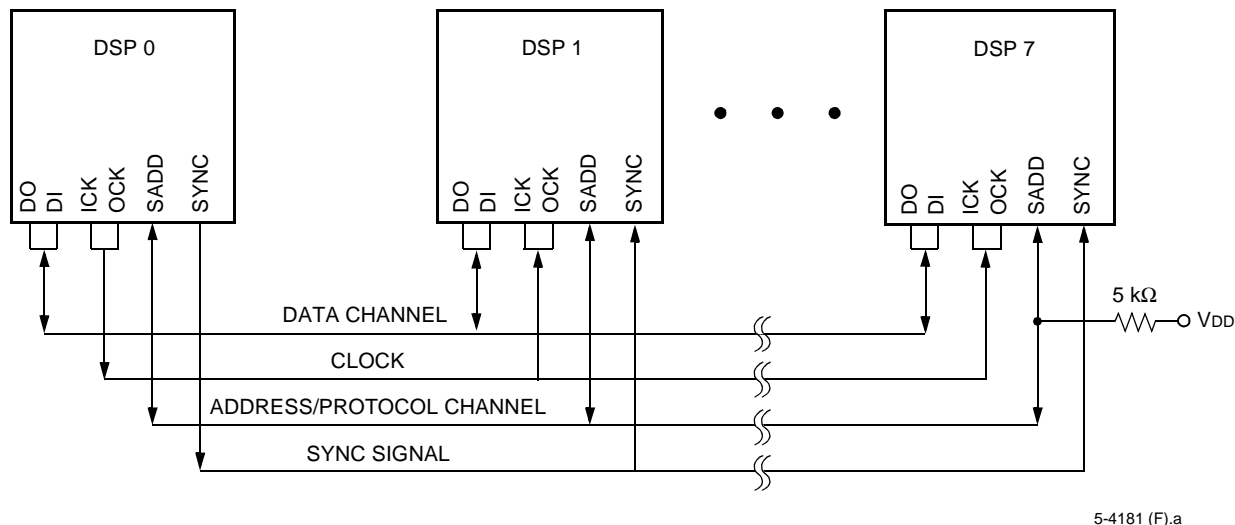 DSP 0
DSP 1
DSP 7
DO
DI
ICK
OCK
SADD
SYNC
DO
DI
ICK
OCK
SADD
SYNC
DO
DI
ICK
OCK
SADD
SYNC
5 kΩ
VDD
DATA CHANNEL
CLOCK
ADDRESS/PROTOCOL CHANNEL
SYNC SIGNAL
5-4181 (F).a